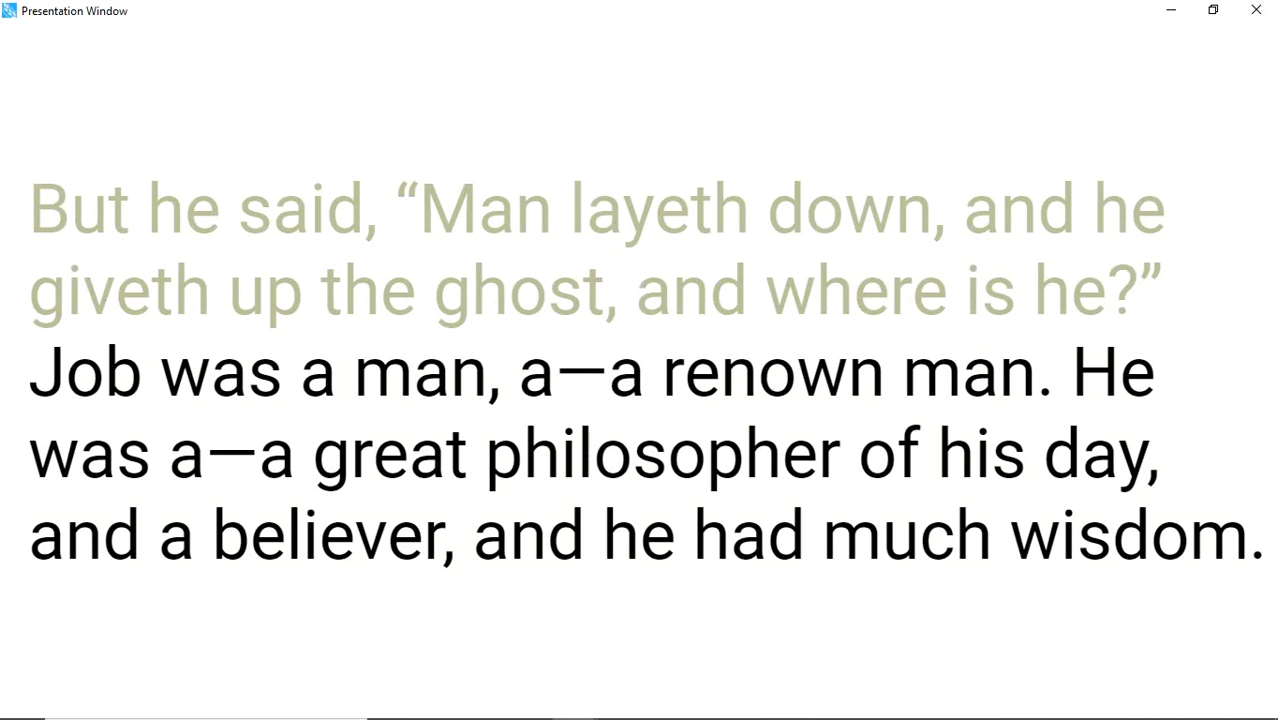 Presentation Window
But he said, “Man layeth down, and he
giveth up the ghost, and where is he?”
Job was a man, a—a renown man. He
was a—a great philosopher of his day,
and a believer, and he had much wisdom.